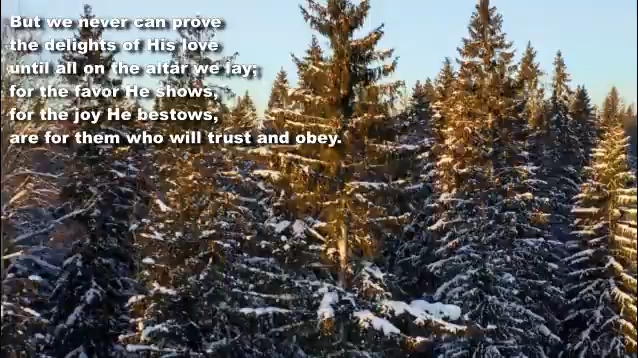 But we never can prove
the delights of His love
until all on the altar we lay;
for the favor He shows,
for the joy He bestows,
are for them who will trust and obey.